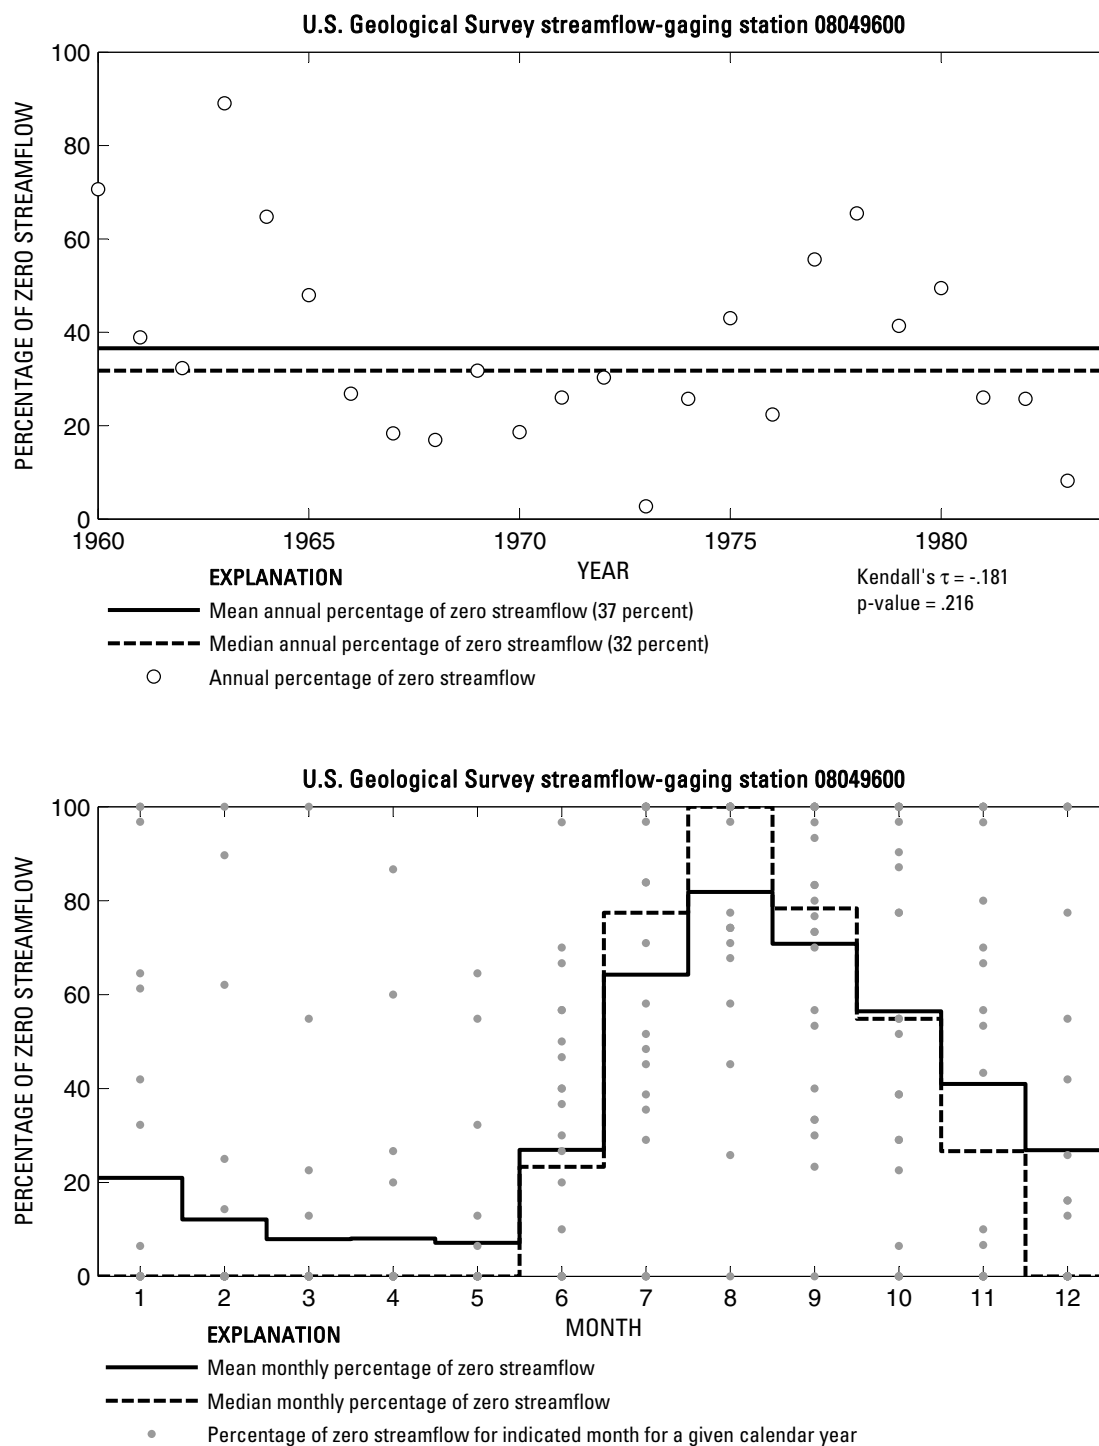 U.S. Geological Survey streamflow-gaging station 08049600
100
80
60
40
20
0
PERCENTAGE OF ZERO STREAMFLOW
1960 1965 1970 1975 1980
YEAR
Kendall's τ = -.181
p-value = .216
EXPLANATION
Mean annual percentage of zero streamflow (37 percent)
Median annual percentage of zero streamflow (32 percent)
Annual percentage of zero streamflow
U.S. Geological Survey streamflow-gaging station 08049600
100
80
60
40
20
0
PERCENTAGE OF ZERO STREAMFLOW
1 2 3 4 5 6 7 8 9 10 11 12
MONTH
EXPLANATION
Mean monthly percentage of zero streamflow
Median monthly percentage of zero streamflow
Percentage of zero streamflow for indicated month for a given calendar year